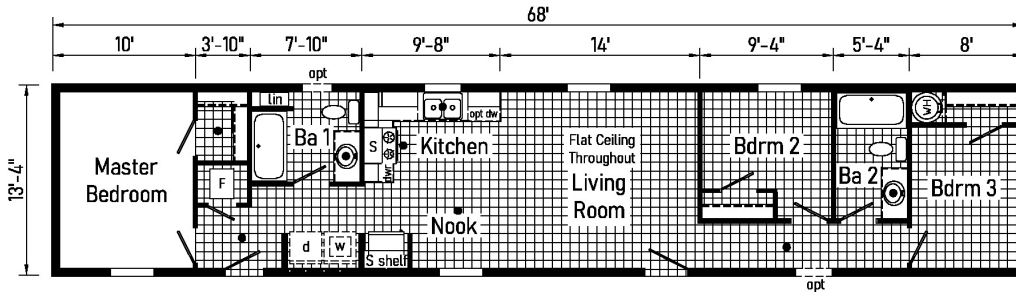 68'
10'
3'-10"
7'-10"
9'-8"
14'
9'-4"
5'-4"
8'
13'-4"
opt
lin
Ba 1
S
dwr
opt dw
Kitchen
Flat Ceiling
Throughout
Living
Room
Bdrm 2
Ba 2
WH
Bdrm 3
Master
Bedroom
F
Nook
d
w
S shelf
opt